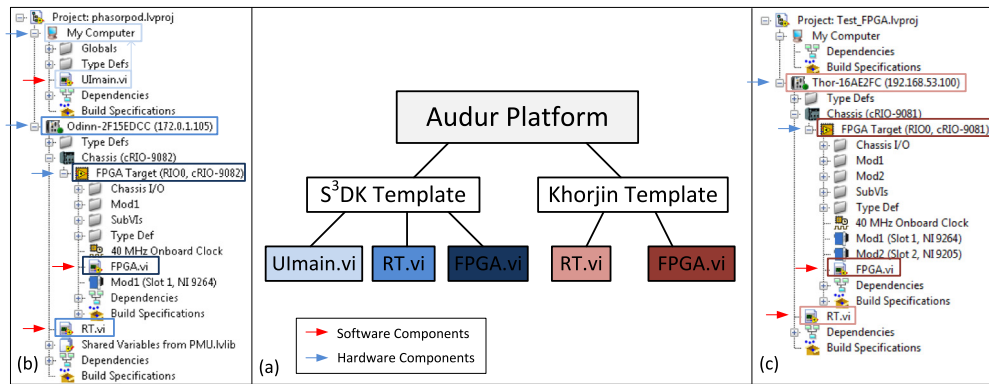 Project: phasorpod.lvproj
My Computer
Globals
Type Defs
UImain.vi
Dependencies
Build Specifications
Odinn-2F15EDCC (172.0.1.105)
Type Defs
Chassis (cRIO-9082)
FPGA Target (RIO0, cRIO-9082)
Chassis I/O
Mod1
SubVIs
Type Def
40 MHz Onboard Clock
FPGA.vi
Mod1 (Slot 1, NI 9264)
Dependencies
Build Specifications
RT.vi
Shared Variables from PMU.lvlib
Dependencies
Build Specifications
(b)
Audur Platform
S³DK Template
Khorjin Template
UImain.vi
RT.vi
FPGA.vi
RT.vi
FPGA.vi
Software Components
Hardware Components
(a)
Project: Test_FPGA.lvproj
My Computer
Dependencies
Build Specifications
Thor-16AE2FC (192.168.53.100)
Type Defs
Chassis (cRIO-9081)
FPGA Target (RIO0, cRIO-9081)
Chassis I/O
Mod1
Mod2
SubVIs
Type Def
40 MHz Onboard Clock
Mod1 (Slot 1, NI 9264)
Mod2 (Slot 2, NI 9205)
FPGA.vi
Dependencies
Build Specifications
RT.vi
Dependencies
Build Specifications
(c)